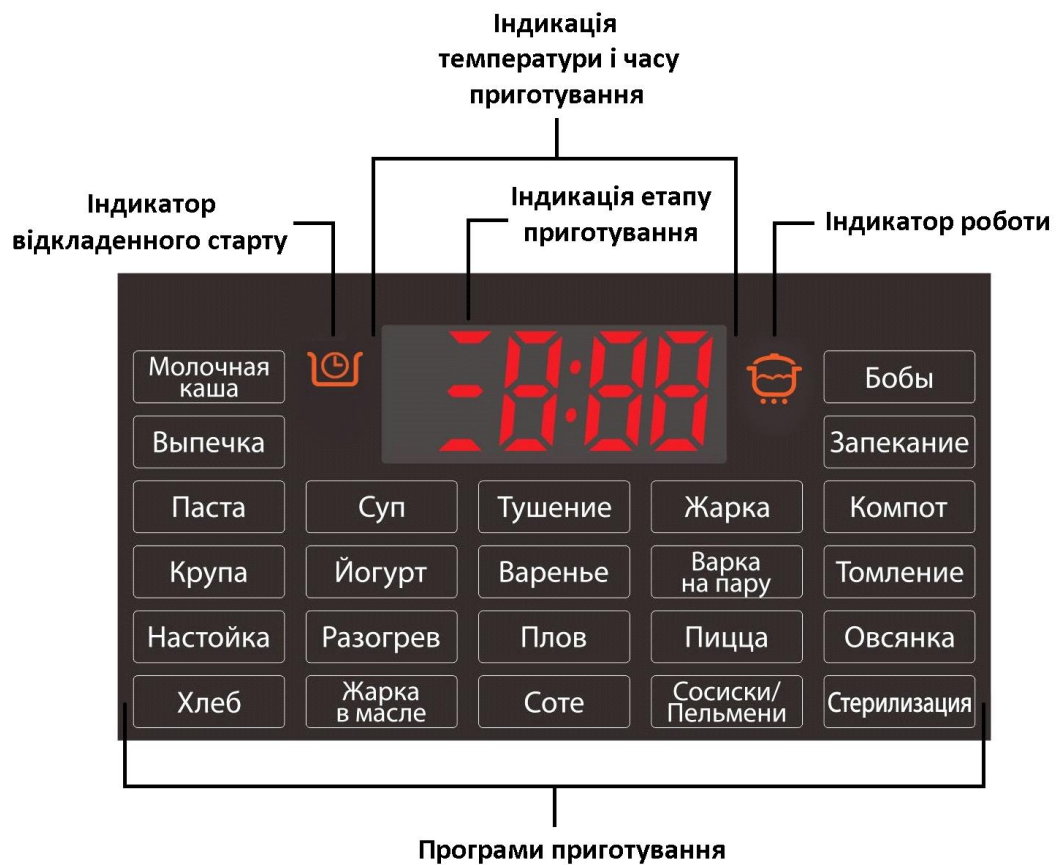 Індикація
температури і часу
приготування
Індикатор
відкладенного старту
Індикація етапу
приготування
Індикатор роботи
8:88
Молочная
каша
Бобы
Выпечка
Запекание
Паста
Суп
Тушение
Жарка
Компот
Крупа
Йогурт
Варенье
Варка
на пару
Томление
Настойка
Разогрев
Плов
Пицца
Овсянка
Хлеб
Жарка
в масле
Соте
Сосиски/
Пельмени
Стерилизация
Програми приготування